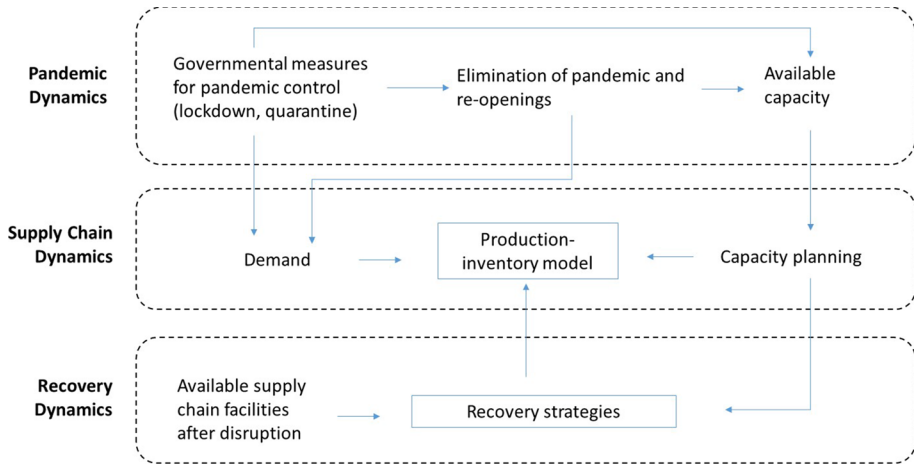 Pandemic
Dynamics
Governmental measures
for pandemic control
(lockdown, quarantine)
Elimination of pandemic and
re-openings
Available
capacity
Supply Chain
Dynamics
Demand
Production-
inventory model
Capacity planning
Recovery
Dynamics
Available supply
chain facilities
after disruption
Recovery strategies